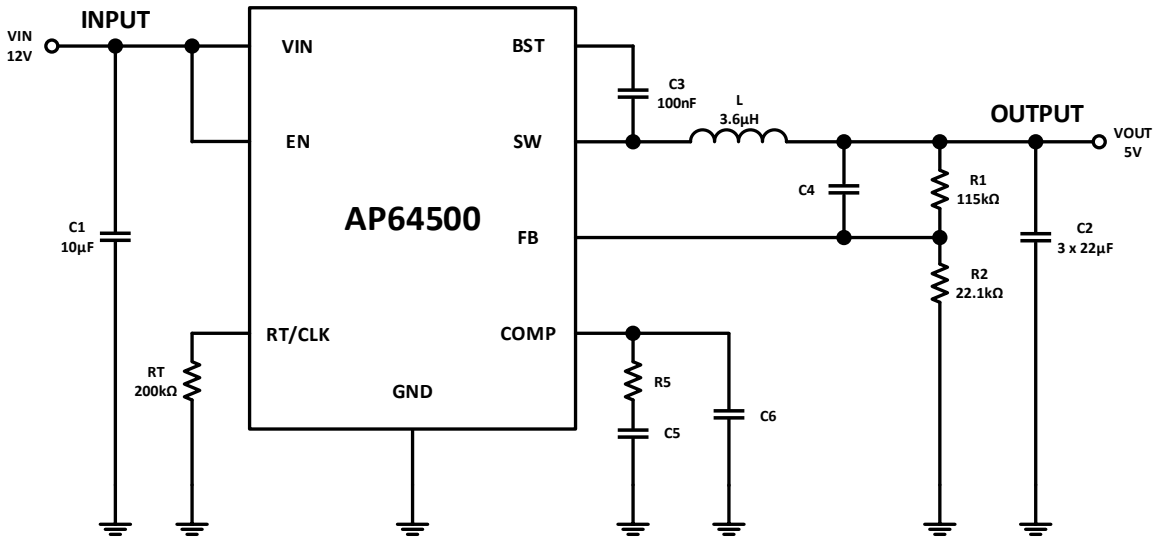 INPUT
VIN
12V
VIN
BST
C3
100nF
L
3.6µH
OUTPUT
VOUT
5V
EN
SW
C4
R1
115kΩ
C1
10µF
AP64500
FB
C2
3 x 22µF
R2
22.1kΩ
RT/CLK
COMP
RT
200kΩ
GND
R5
C5
C6